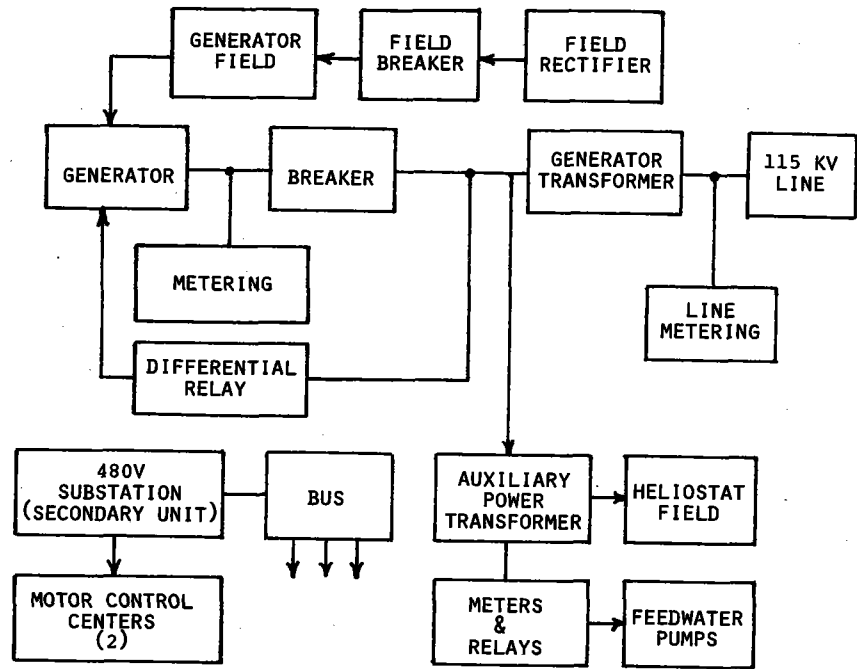 GENERATOR
FIELD
FIELD
BREAKER
FIELD
RECTIFIER
GENERATOR
BREAKER
GENERATOR
TRANSFORMER
115 KV
LINE
METERING
LINE
METERING
DIFFERENTIAL
RELAY
480V
SUBSTATION
(SECONDARY UNIT)
BUS
AUXILIARY
POWER
TRANSFORMER
HELIOSTAT
FIELD
MOTOR CONTROL
CENTERS
(2)
METERS
&
RELAYS
FEEDWATER
PUMPS